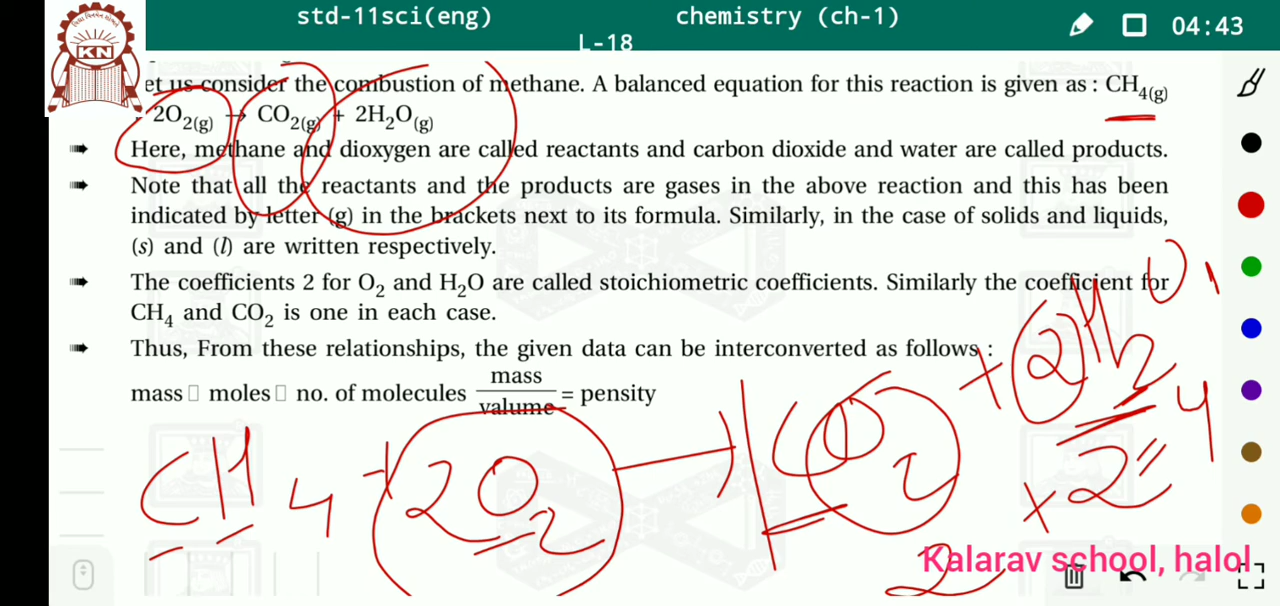 std-11sci(eng) chemistry (ch-1)
L-18
04:43
KN
et us consider the combustion of methane. A balanced equation for this reaction is given as : CH₄(g)
2O₂(g) → CO₂(g) + 2H₂O(g)
Here, methane and dioxygen are called reactants and carbon dioxide and water are called products.
Note that all the reactants and the products are gases in the above reaction and this has been
indicated by letter (g) in the brackets next to its formula. Similarly, in the case of solids and liquids,
(s) and (l) are written respectively.
The coefficients 2 for O₂ and H₂O are called stoichiometric coefficients. Similarly the coefficient for
CH₄ and CO₂ is one in each case.
Thus, From these relationships, the given data can be interconverted as follows :
mass moles no. of molecules mass/valume = pensity
CH₄ + 2O₂ → CO₂ + 2H₂O
× 2 = 4
2
Kalarav school, halol